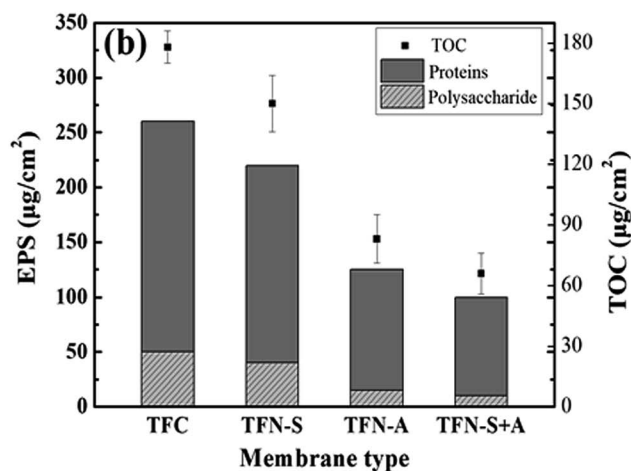 (b)
TOC
Proteins
Polysaccharide
EPS (µg/cm²)
350
300
250
200
150
100
50
0
TOC (µg/cm²)
180
150
120
90
60
30
0
TFC TFN-S TFN-A TFN-S+A
Membrane type